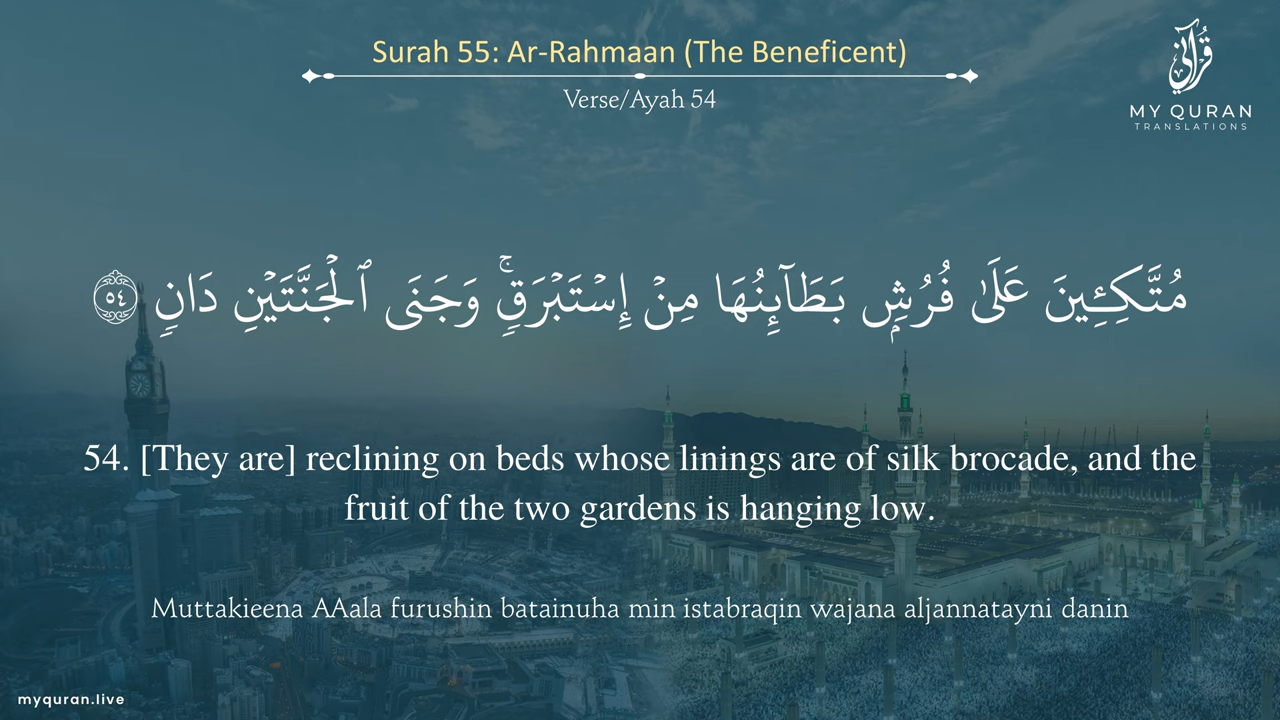 Surah 55: Ar-Rahmaan (The Beneficent)
Verse/Ayah 54
قُرْآنِي
MY QURAN
TRANSLATIONS
مُتَّكِـِٔينَ عَلَىٰ فُرُشٍۭ بَطَآئِنُهَا مِنْ إِسْتَبْرَقٍۚ وَجَنَى ٱلْجَنَّتَيْنِ دَانٍ ٥٤
54. [They are] reclining on beds whose linings are of silk brocade, and the
fruit of the two gardens is hanging low.
Muttakieena AAala furushin batainuha min istabraqin wajana aljannatayni danin
myquran.live